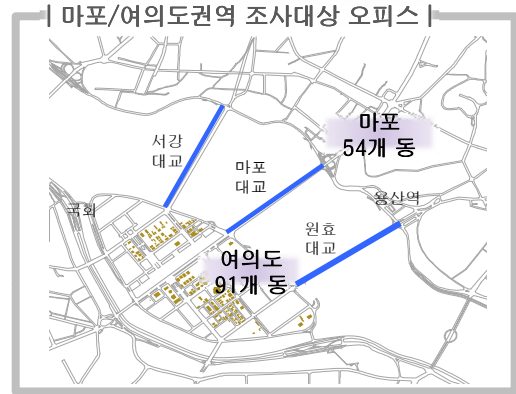 마포/여의도권역 조사대상 오피스
마포
54개 동
서강
대교
마포
대교
국회
용산역
원효
대교
여의도
91개 동